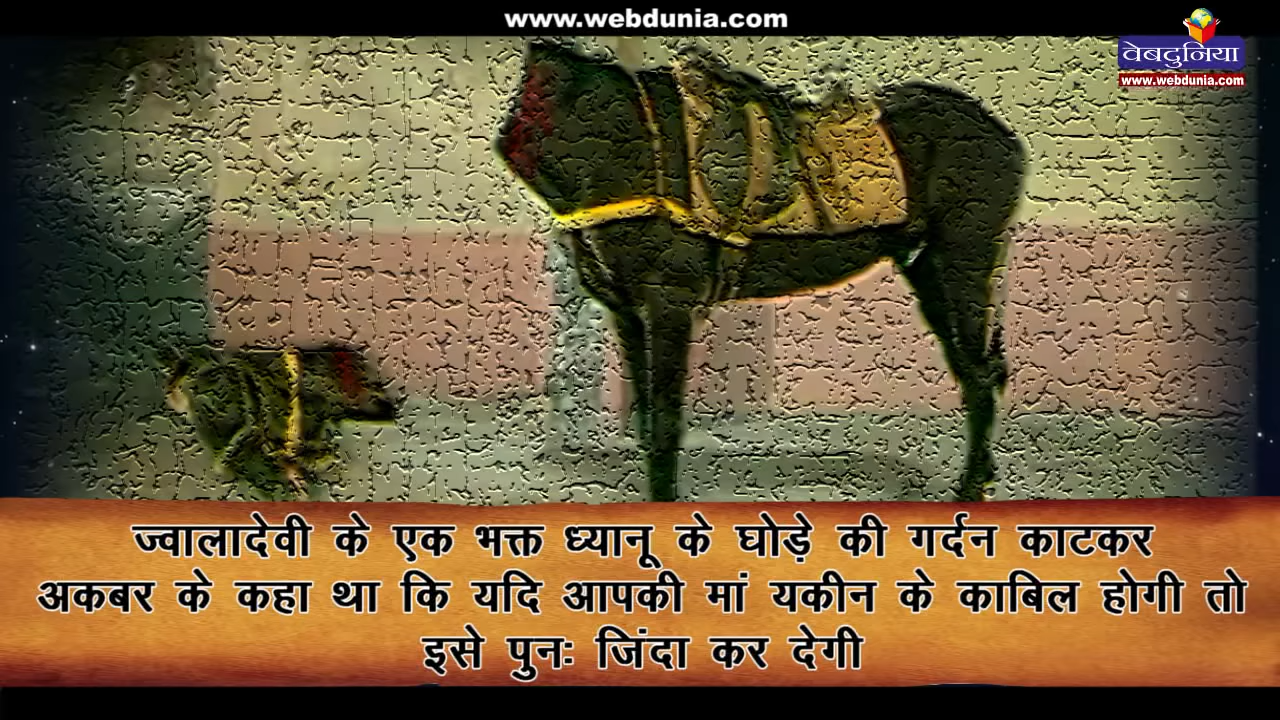 www.webdunia.com
वेबदुनिया
www.webdunia.com
ज्वालादेवी के एक भक्त ध्यानू के घोड़े की गर्दन काटकर
अकबर के कहा था कि यदि आपकी मां यकीन के काबिल होगी तो
इसे पुनः जिंदा कर देगी